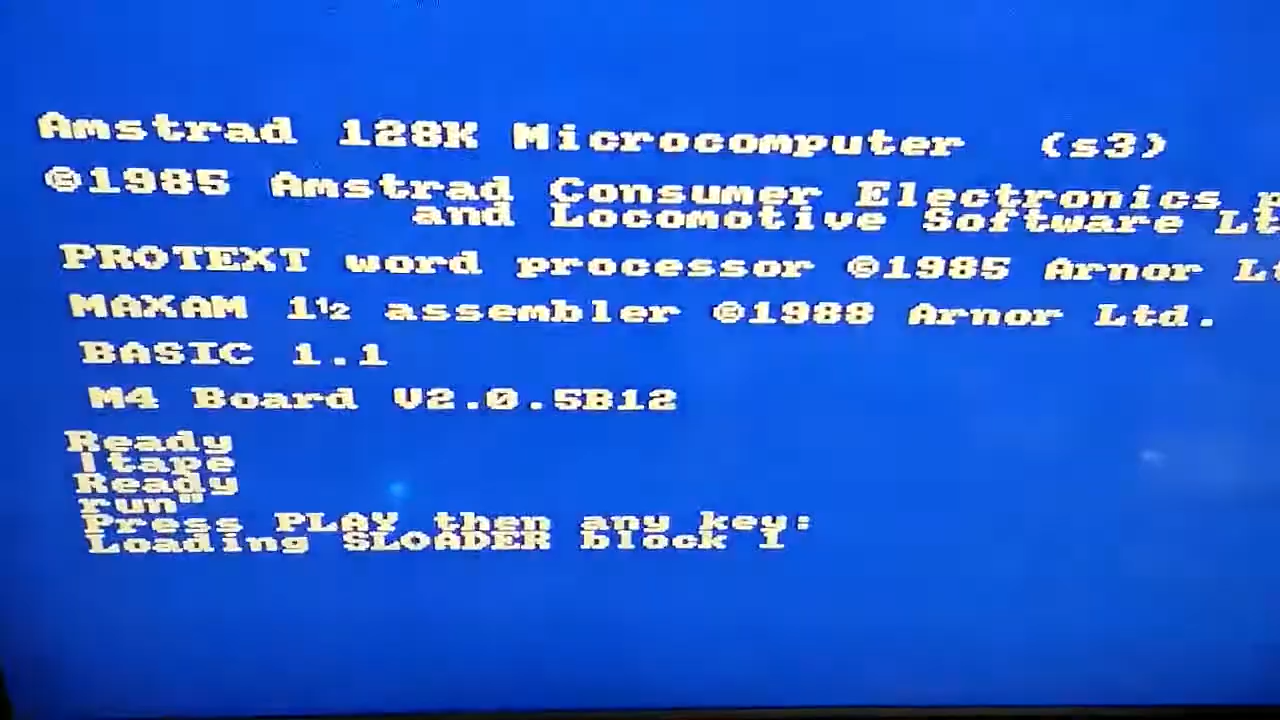 Amstrad 128K Microcomputer (s3)
©1985 Amstrad Consumer Electronics p
and Locomotive Software Lt
PROTEXT word processor ©1985 Arnor Lt
MAXAM 1½ assembler ©1988 Arnor Ltd.
BASIC 1.1
M4 Board V2.0.5B12
Ready
|tape
Ready
run"
Press PLAY then any key:
Loading SLOADER block 1